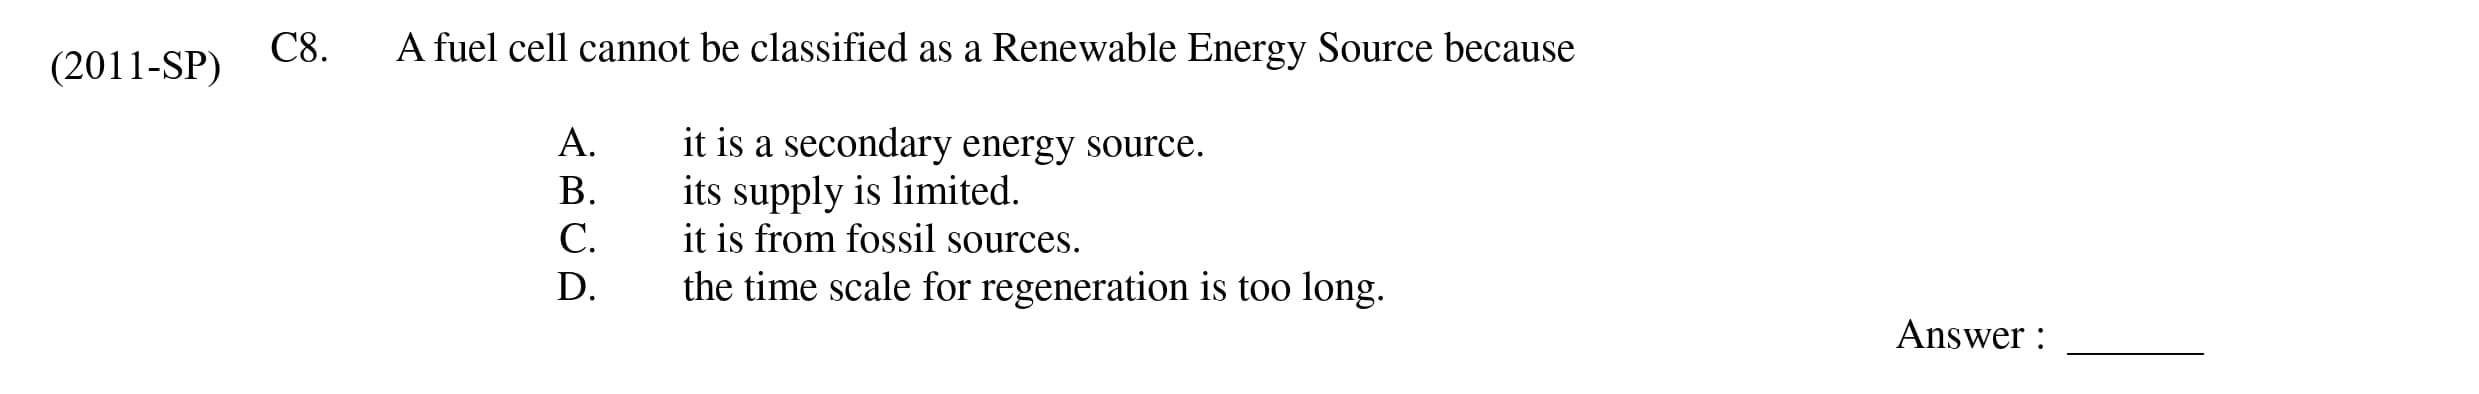 (2011-SP) C8. A fuel cell cannot be classified as a Renewable Energy Source because
A. it is a secondary energy source.
B. its supply is limited.
C. it is from fossil sources.
D. the time scale for regeneration is too long.
Answer :